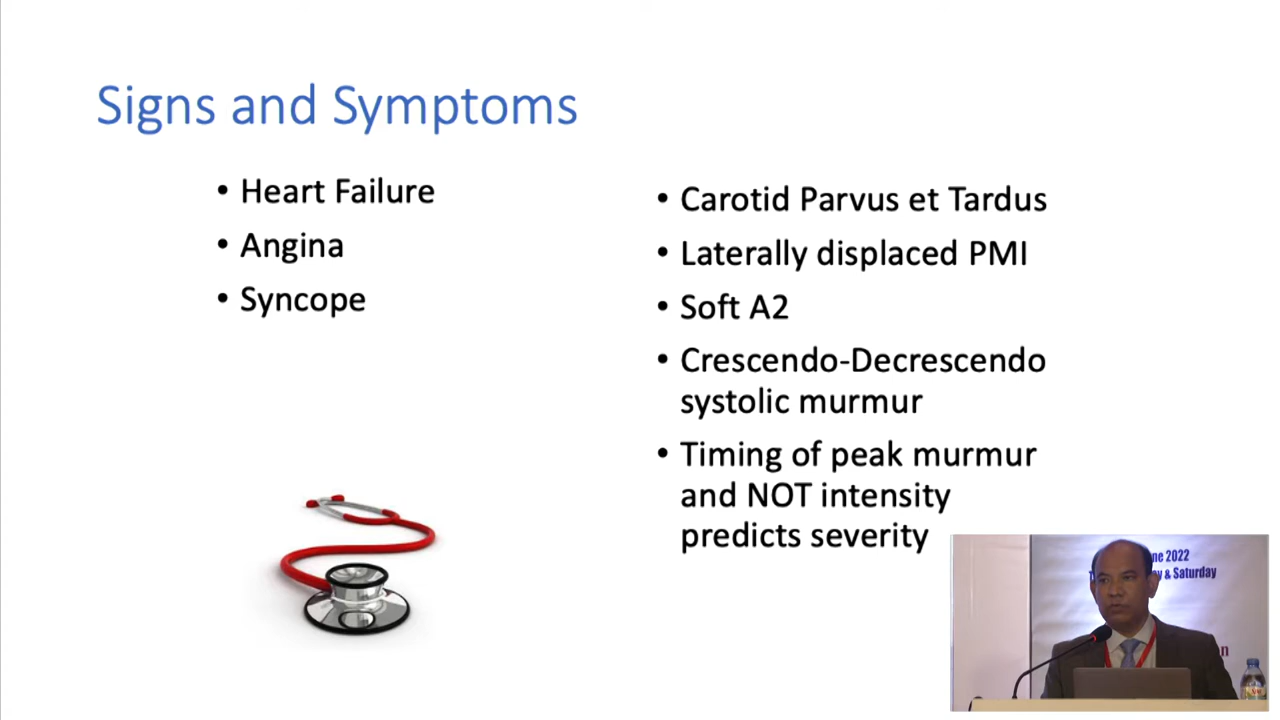 Signs and Symptoms
• Heart Failure
• Angina
• Syncope
• Carotid Parvus et Tardus
• Laterally displaced PMI
• Soft A2
• Crescendo-Decrescendo
systolic murmur
• Timing of peak murmur
and NOT intensity
predicts severity
2022
& Saturday